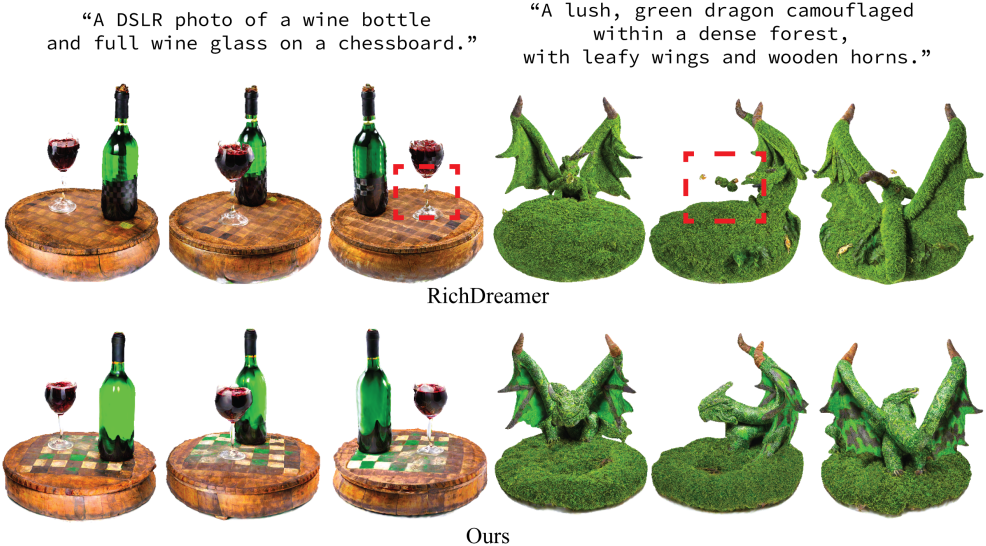 “A DSLR photo of a wine bottle
and full wine glass on a chessboard.”
“A lush, green dragon camouflaged
within a dense forest,
with leafy wings and wooden horns.”
RichDreamer
Ours